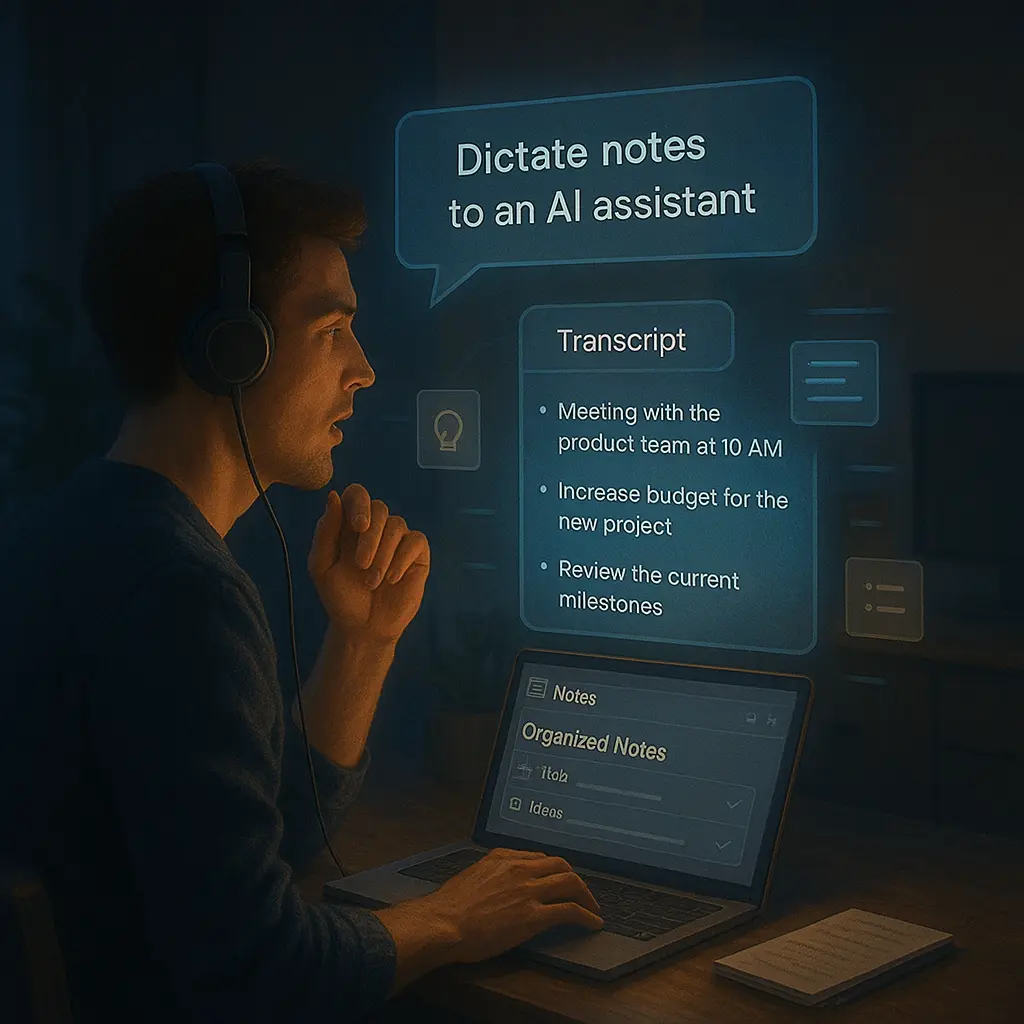 Dictate notes
to an AI assistant
Transcript
• Meeting with the
product team at 10 AM
• Increase budget for the
new project
• Review the current
milestones
Notes
Organized Notes
Ideas